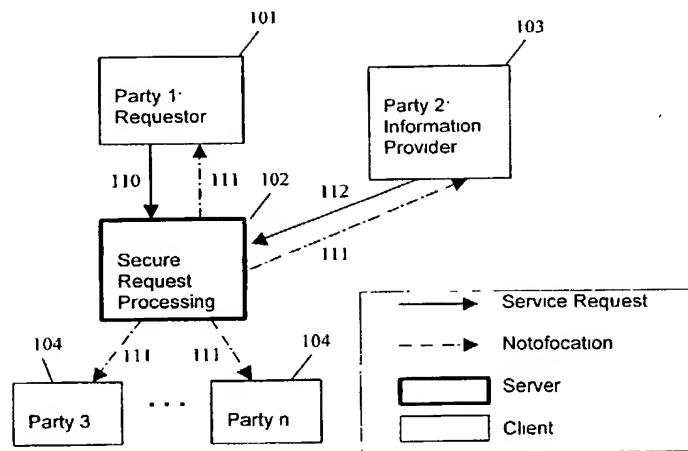 101
103
Party 1:
Requestor
Party 2:
Information
Provider
110
111
102
112
111
Secure
Request
Processing
104
111
111
104
Party 3
. . .
Party n
Service Request
Notofocation
Server
Client